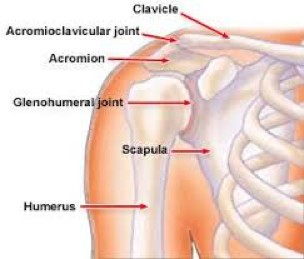 Clavicle
Acromioclavicular joint
Acromion
Glenohumeral joint
Scapula
Humerus